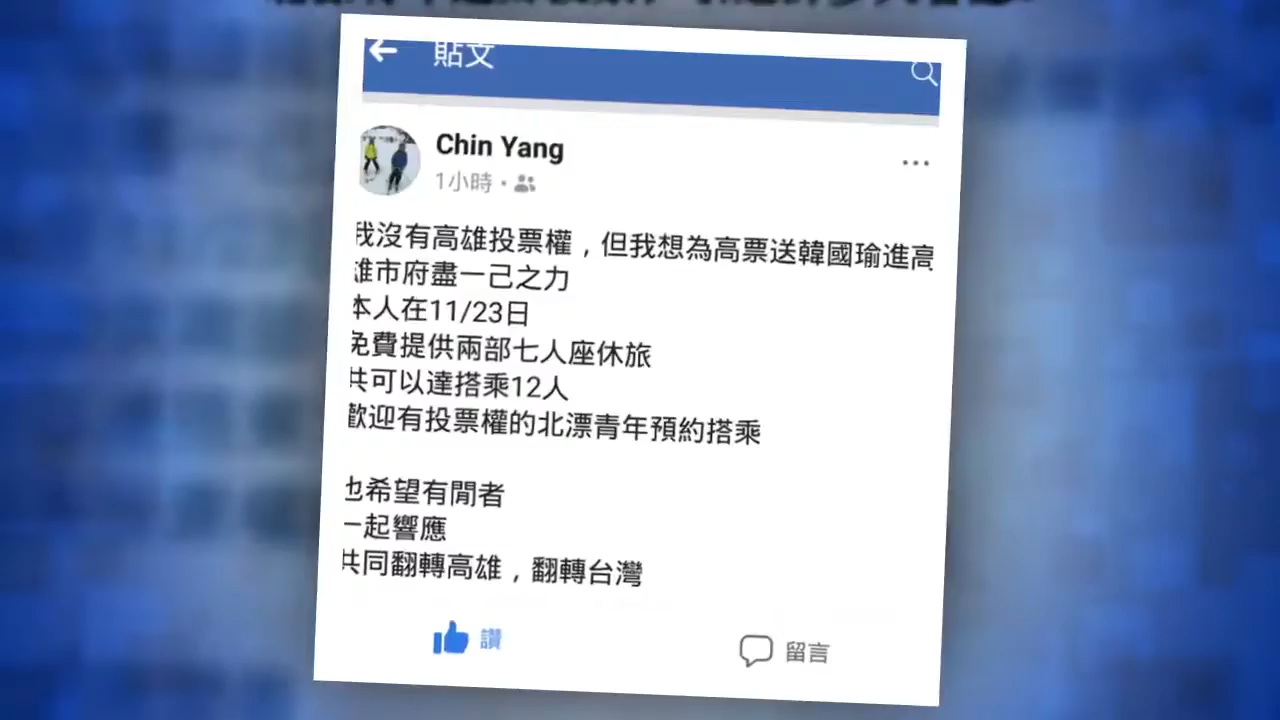 貼文
Chin Yang
1小時
我沒有高雄投票權，但我想為高票送韓國瑜進高
雄市府盡一己之力
本人在11/23日
免費提供兩部七人座休旅
共可以達搭乘12人
歡迎有投票權的北漂青年預約搭乘
也希望有閒者
一起響應
共同翻轉高雄，翻轉台灣
讚
留言